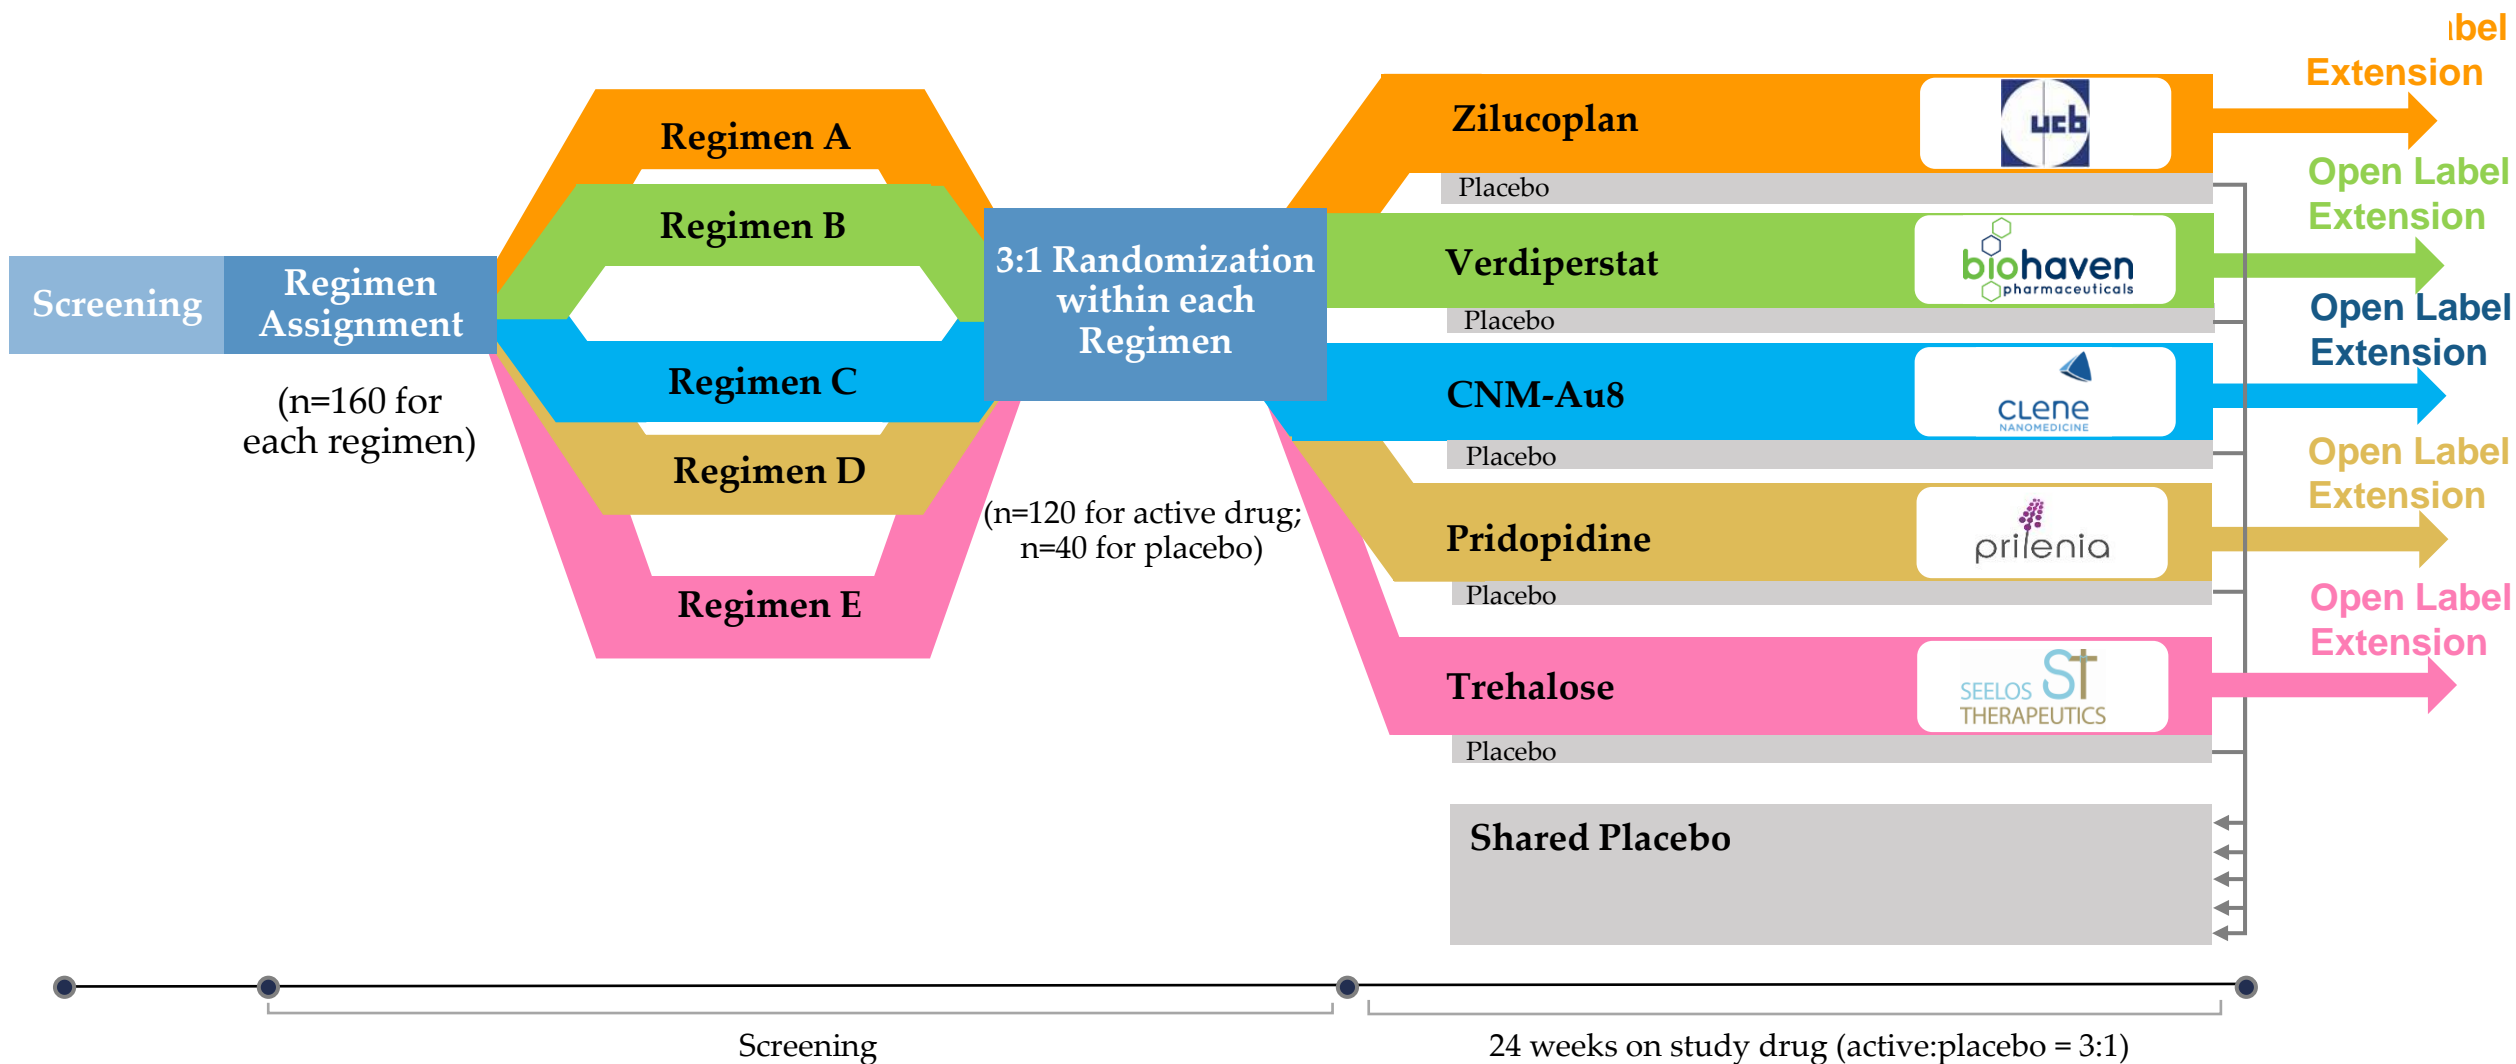 Screening
Regimen
Assignment
(n=160 for
each regimen)
Regimen A
Regimen B
Regimen C
Regimen D
Regimen E
3:1 Randomization
within each
Regimen
(n=120 for active drug;
n=40 for placebo)
Zilucoplan
ucb
Placebo
Verdiperstat
biohaven
pharmaceuticals
Placebo
CNM-Au8
CLENE
NANOMEDICINE
Placebo
Pridopidine
prilenia
Placebo
Trehalose
ST
SEELOS
THERAPEUTICS
Placebo
Shared Placebo
Extension
Open Label
Extension
Open Label
Extension
Open Label
Extension
Open Label
Extension
Screening
24 weeks on study drug (active:placebo = 3:1)